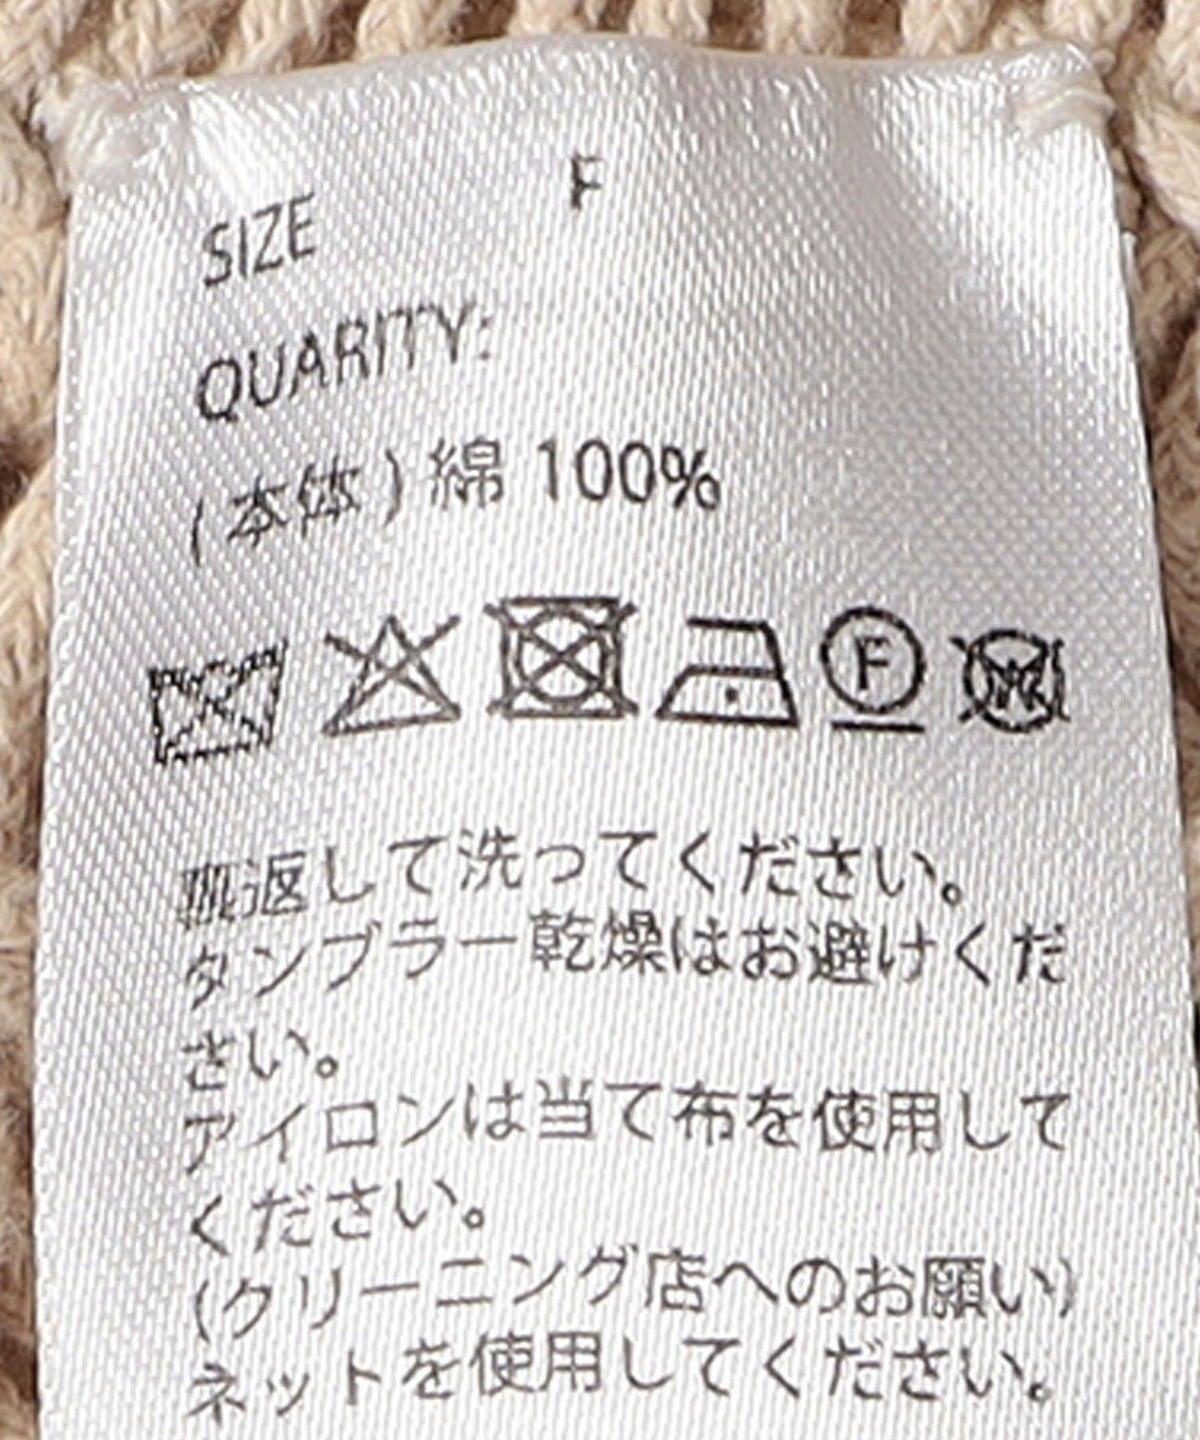 SIZE F
QUARITY:
(本体)綿 100%
F
W
裏返して洗ってください。
タンブラー乾燥はお避けくだ
さい。
アイロンは当て布を使用して
ください。
(クリーニング店へのお願い)
ネットを使用してください。